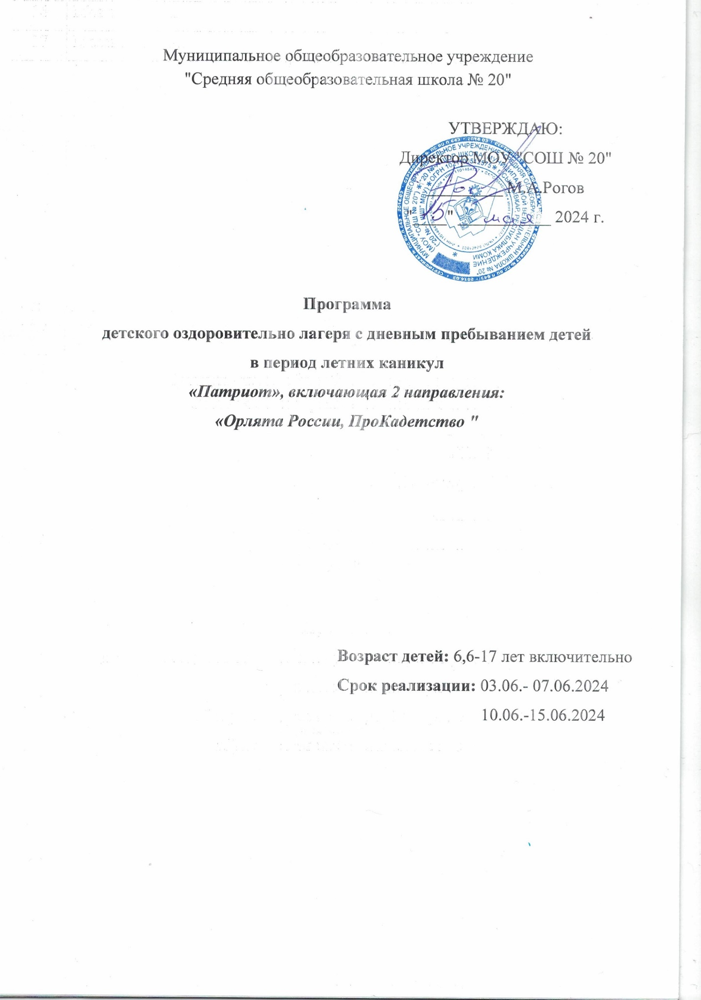 Муниципальное общеобразовательное учреждение
"Средняя общеобразовательная школа № 20"
УТВЕРЖДАЮ:
Директор МОУ "СОШ № 20"
_________ М.А.Рогов
"15" мая 2024 г.
Программа
детского оздоровительно лагеря с дневным пребыванием детей
в период летних каникул
«Патриот», включающая 2 направления:
«Орлята России, ПроКадетство "
Возраст детей: 6,6-17 лет включительно
Срок реализации: 03.06.- 07.06.2024
10.06.-15.06.2024